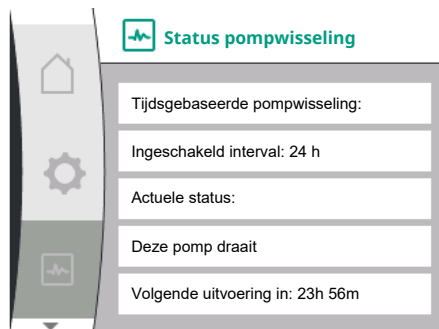 Status pompwisseling
Tijdsgebaseerde pompwisseling:
Ingeschakeld interval: 24 h
Actuele status:
Deze pomp draait
Volgende uitvoering in: 23h 56m